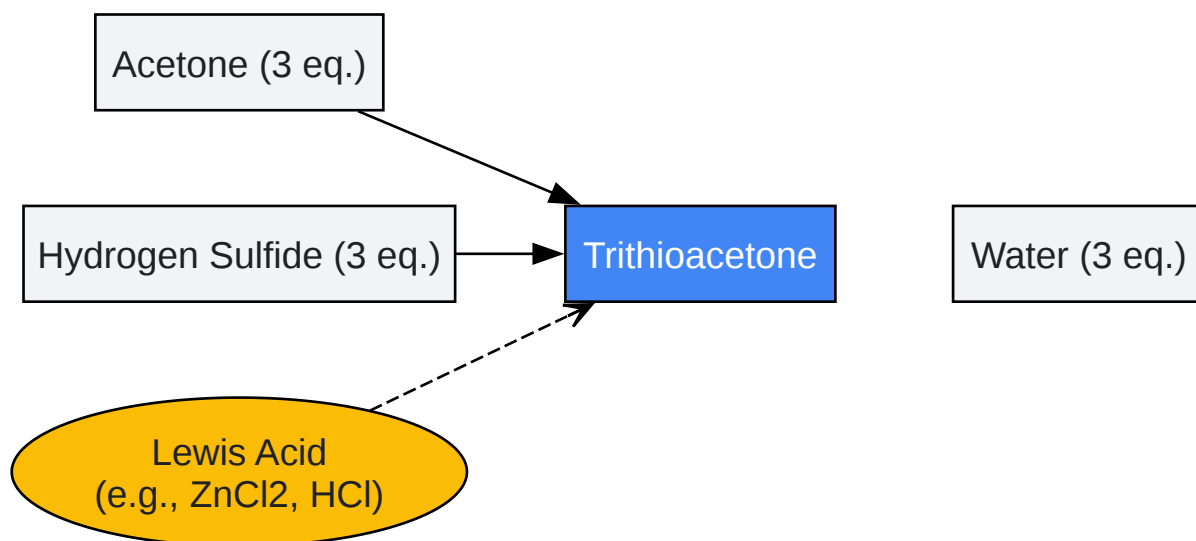 Acetone (3 eq.)
Hydrogen Sulfide (3 eq.)
Trithioacetone
Water (3 eq.)
Lewis Acid
(e.g., ZnCl2, HCl)